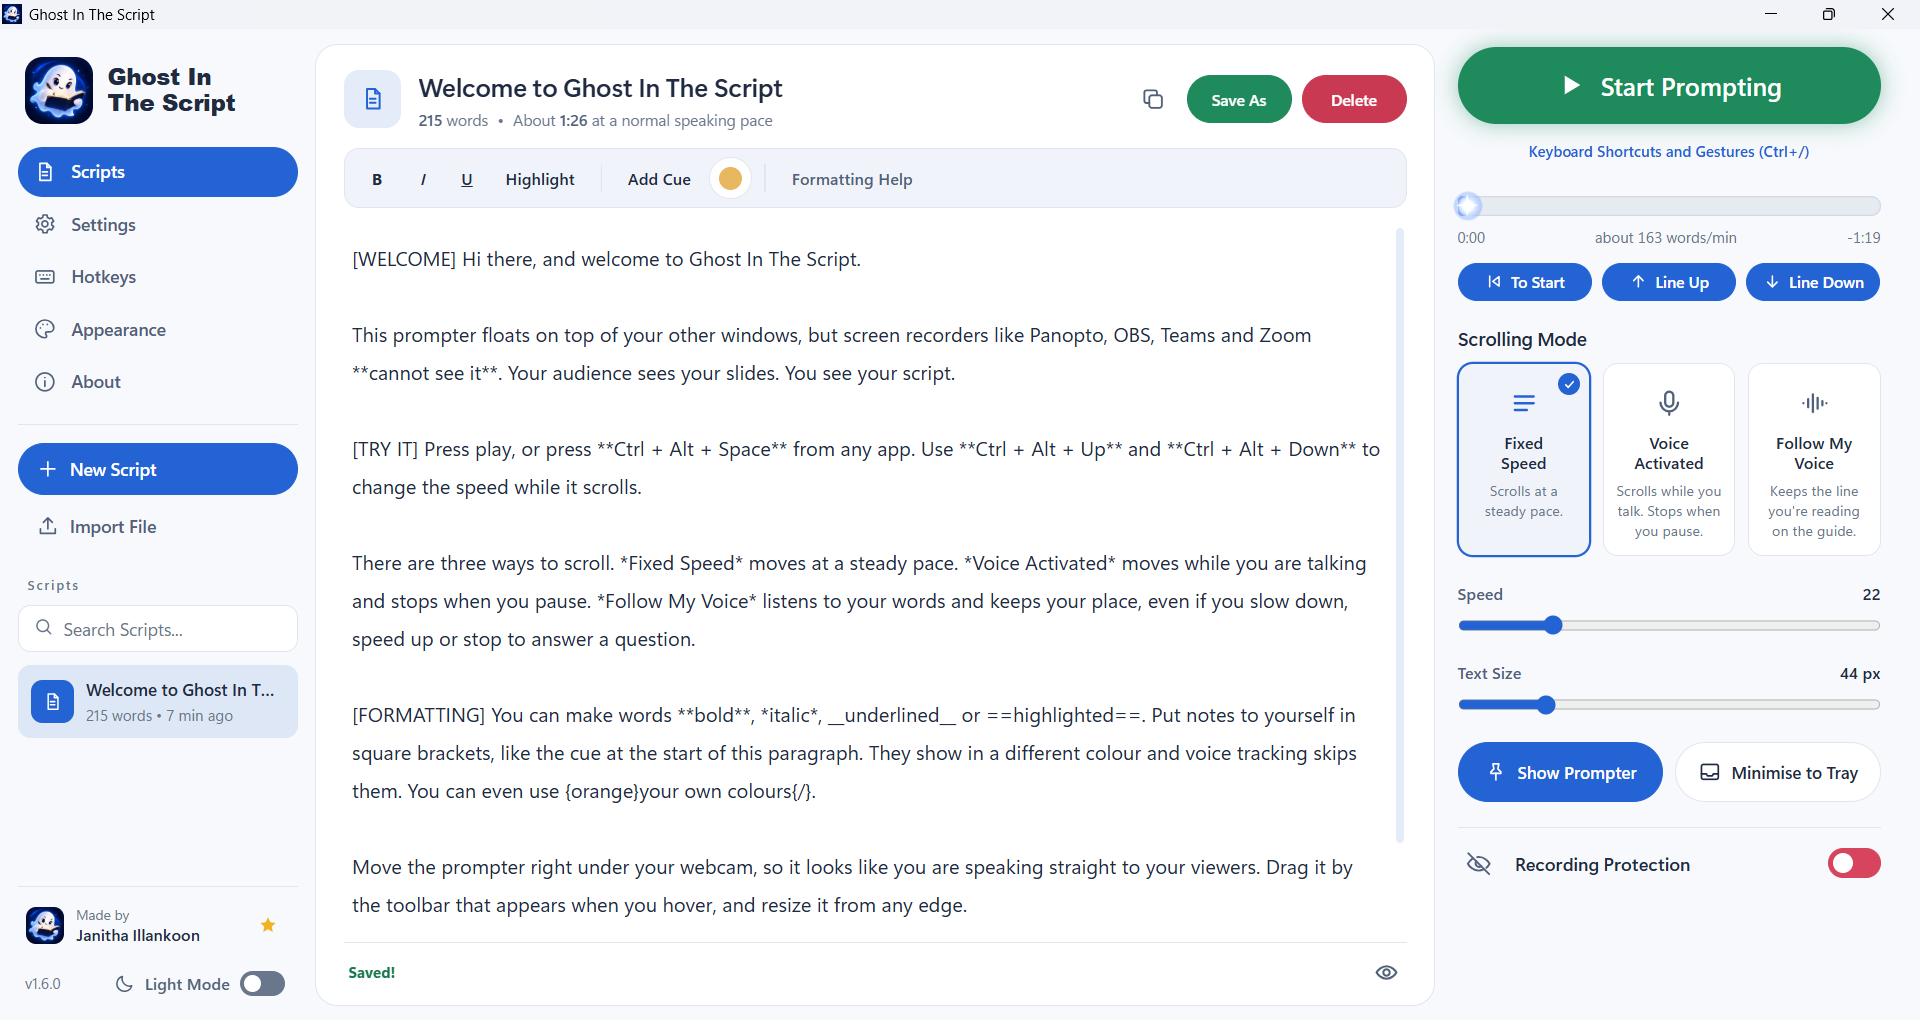 Ghost In The Script
Ghost In
The Script
Scripts
Settings
Hotkeys
Appearance
About
New Script
Import File
Scripts
Search Scripts...
Welcome to Ghost In T...
215 words • 7 min ago
Made by
Janitha Illankoon
v1.6.0
Light Mode
Welcome to Ghost In The Script
215 words • About 1:26 at a normal speaking pace
Save As
Delete
B I U Highlight Add Cue Formatting Help
[WELCOME] Hi there, and welcome to Ghost In The Script.
This prompter floats on top of your other windows, but screen recorders like Panopto, OBS, Teams and Zoom
**cannot see it**. Your audience sees your slides. You see your script.
[TRY IT] Press play, or press **Ctrl + Alt + Space** from any app. Use **Ctrl + Alt + Up** and **Ctrl + Alt + Down** to
change the speed while it scrolls.
There are three ways to scroll. *Fixed Speed* moves at a steady pace. *Voice Activated* moves while you are talking
and stops when you pause. *Follow My Voice* listens to your words and keeps your place, even if you slow down,
speed up or stop to answer a question.
[FORMATTING] You can make words **bold**, *italic*, __underlined__ or ==highlighted==. Put notes to yourself in
square brackets, like the cue at the start of this paragraph. They show in a different colour and voice tracking skips
them. You can even use {orange}your own colours{/}.
Move the prompter right under your webcam, so it looks like you are speaking straight to your viewers. Drag it by
the toolbar that appears when you hover, and resize it from any edge.
Saved!
Start Prompting
Keyboard Shortcuts and Gestures (Ctrl+/)
0:00 about 163 words/min -1:19
To Start
Line Up
Line Down
Scrolling Mode
Fixed
Speed
Scrolls at a
steady pace.
Voice
Activated
Scrolls while you
talk. Stops when
you pause.
Follow My
Voice
Keeps the line
you're reading
on the guide.
Speed 22
Text Size 44 px
Show Prompter
Minimise to Tray
Recording Protection